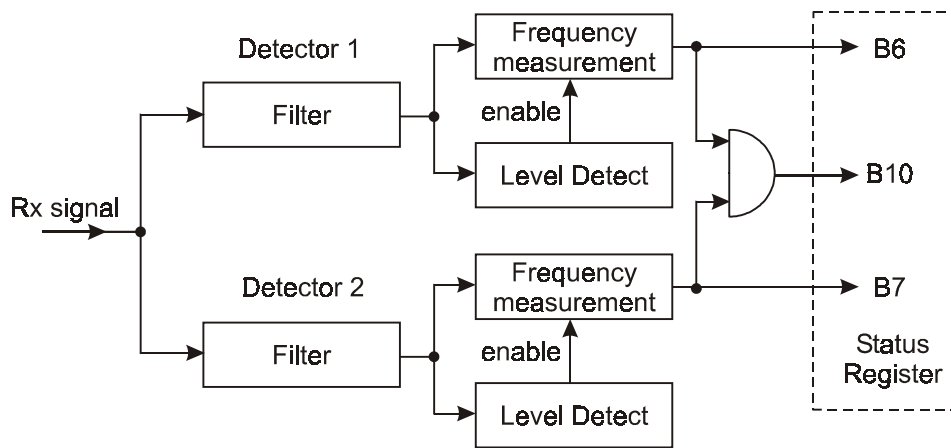 Detector 1
Filter
Frequency
measurement
enable
Level Detect
B6
B10
Rx signal
Detector 2
Filter
Frequency
measurement
enable
Level Detect
B7
Status
Register